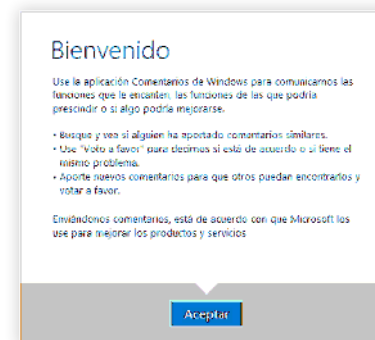 Bienvenido
Use la aplicación Comentarios de Windows para comunicarnos las
funciones que le encantan, las funciones de las que podría
prescindir o si algo podría mejorarse.
• Busque y vea si alguien ha aportado comentarios similares.
• Use "Voto a favor" para decirnos si está de acuerdo o si tiene el
mismo problema.
• Aporte nuevos comentarios para que otros puedan encontrarlos y
votar a favor.
Enviándonos comentarios, está de acuerdo con que Microsoft los
use para mejorar los productos y servicios
Aceptar